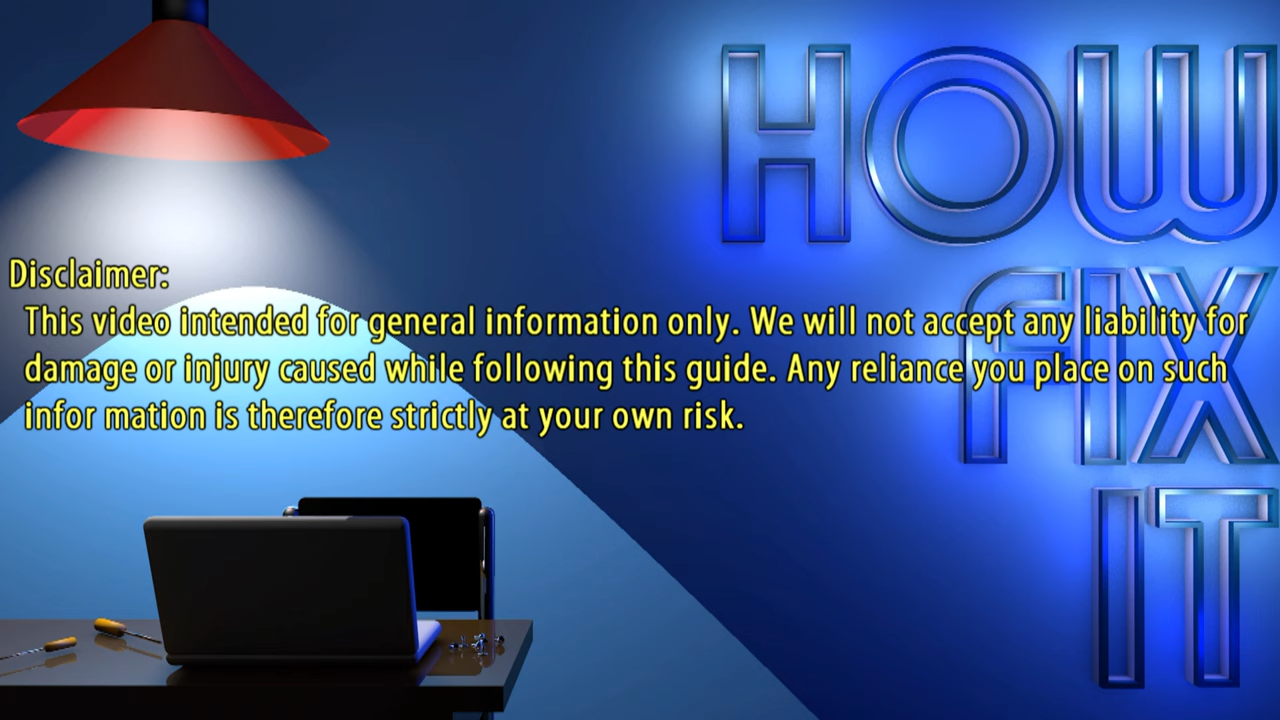 HOW
FIX
IT
Disclaimer:
This video intended for general information only. We will not accept any liability for
damage or injury caused while following this guide. Any reliance you place on such
infor mation is therefore strictly at your own risk.